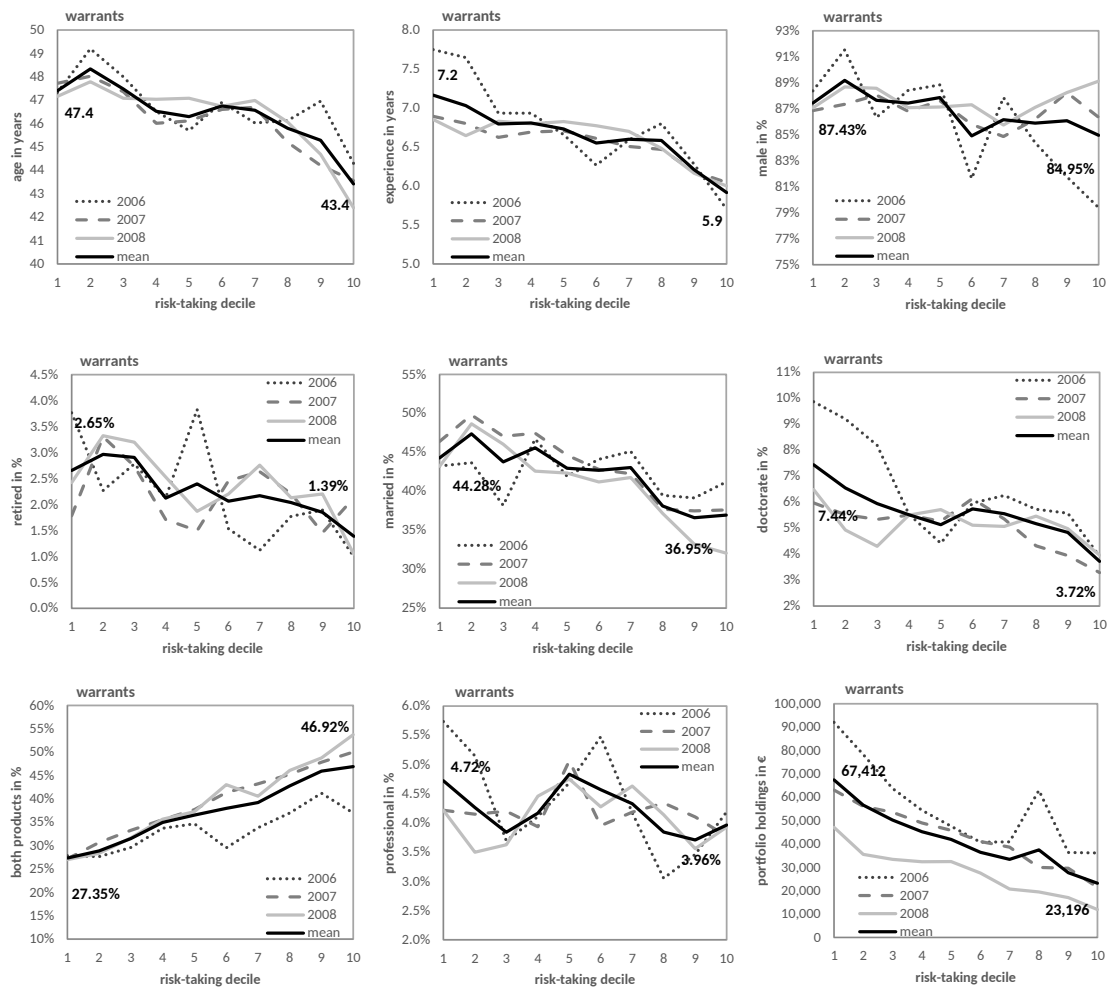 warrants
age in years
50
49
48
47
46
45
44
43
42
41
40
47.4
43.4
2006
2007
2008
mean
1 2 3 4 5 6 7 8 9 10
risk-taking decile
warrants
experience in years
8.0
7.5
7.0
6.5
6.0
5.5
5.0
7.2
5.9
2006
2007
2008
mean
1 2 3 4 5 6 7 8 9 10
risk-taking decile
warrants
male in %
93%
91%
89%
87%
85%
83%
81%
79%
77%
75%
87.43%
84,95%
2006
2007
2008
mean
1 2 3 4 5 6 7 8 9 10
risk-taking decile
warrants
retired in %
4.5%
4.0%
3.5%
3.0%
2.5%
2.0%
1.5%
1.0%
0.5%
0.0%
2006
2007
2008
mean
2.65%
1.39%
1 2 3 4 5 6 7 8 9 10
risk-taking decile
warrants
married in %
55%
50%
45%
40%
35%
30%
25%
44.28%
36.95%
2006
2007
2008
mean
1 2 3 4 5 6 7 8 9 10
risk-taking decile
warrants
doctorate in %
11%
10%
9%
8%
7%
6%
5%
4%
3%
2%
2006
2007
2008
mean
7.44%
3.72%
1 2 3 4 5 6 7 8 9 10
risk-taking decile
warrants
both products in %
60%
55%
50%
45%
40%
35%
30%
25%
20%
15%
10%
46.92%
27.35%
2006
2007
2008
mean
1 2 3 4 5 6 7 8 9 10
risk-taking decile
warrants
professional in %
6.0%
5.5%
5.0%
4.5%
4.0%
3.5%
3.0%
2.5%
2.0%
2006
2007
2008
mean
4.72%
3.96%
1 2 3 4 5 6 7 8 9 10
risk-taking decile
warrants
portfolio holdings in €
100,000
90,000
80,000
70,000
60,000
50,000
40,000
30,000
20,000
10,000
0
67,412
23,196
2006
2007
2008
mean
1 2 3 4 5 6 7 8 9 10
risk-taking decile